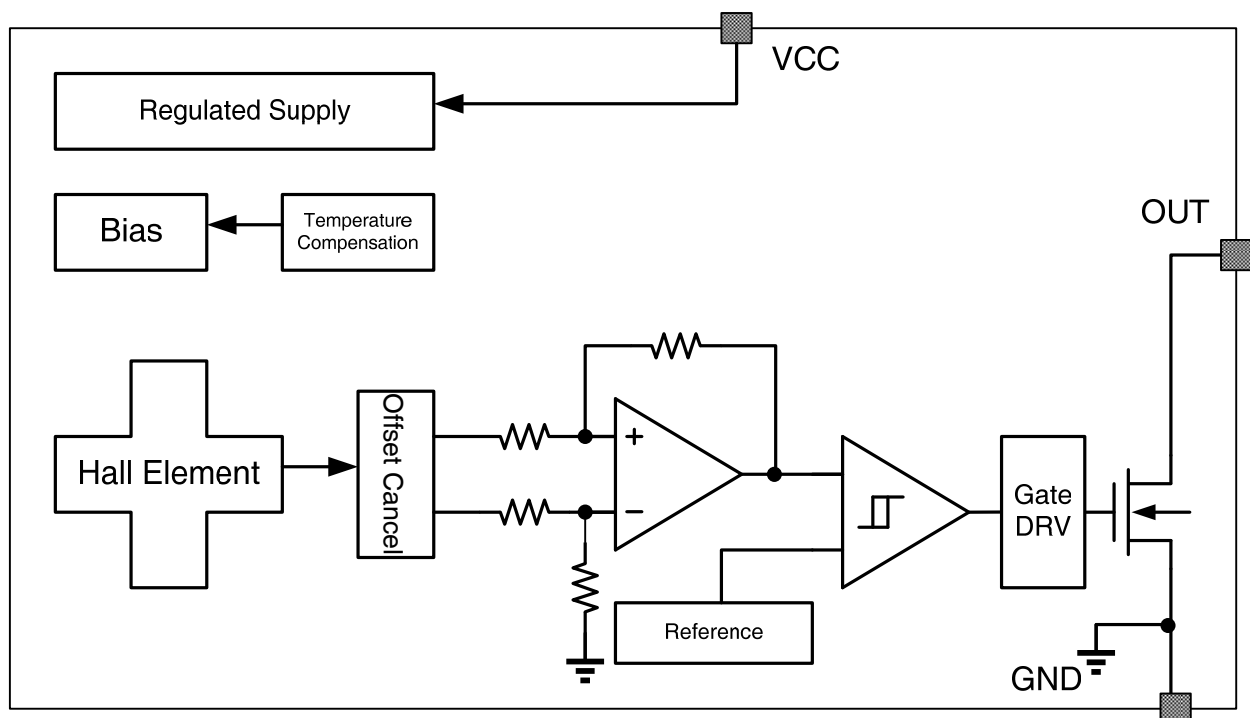 VCC
Regulated Supply
OUT
Bias
Temperature
Compensation
Hall Element
Offset Cancel
+
−
Gate
DRV
Reference
GND